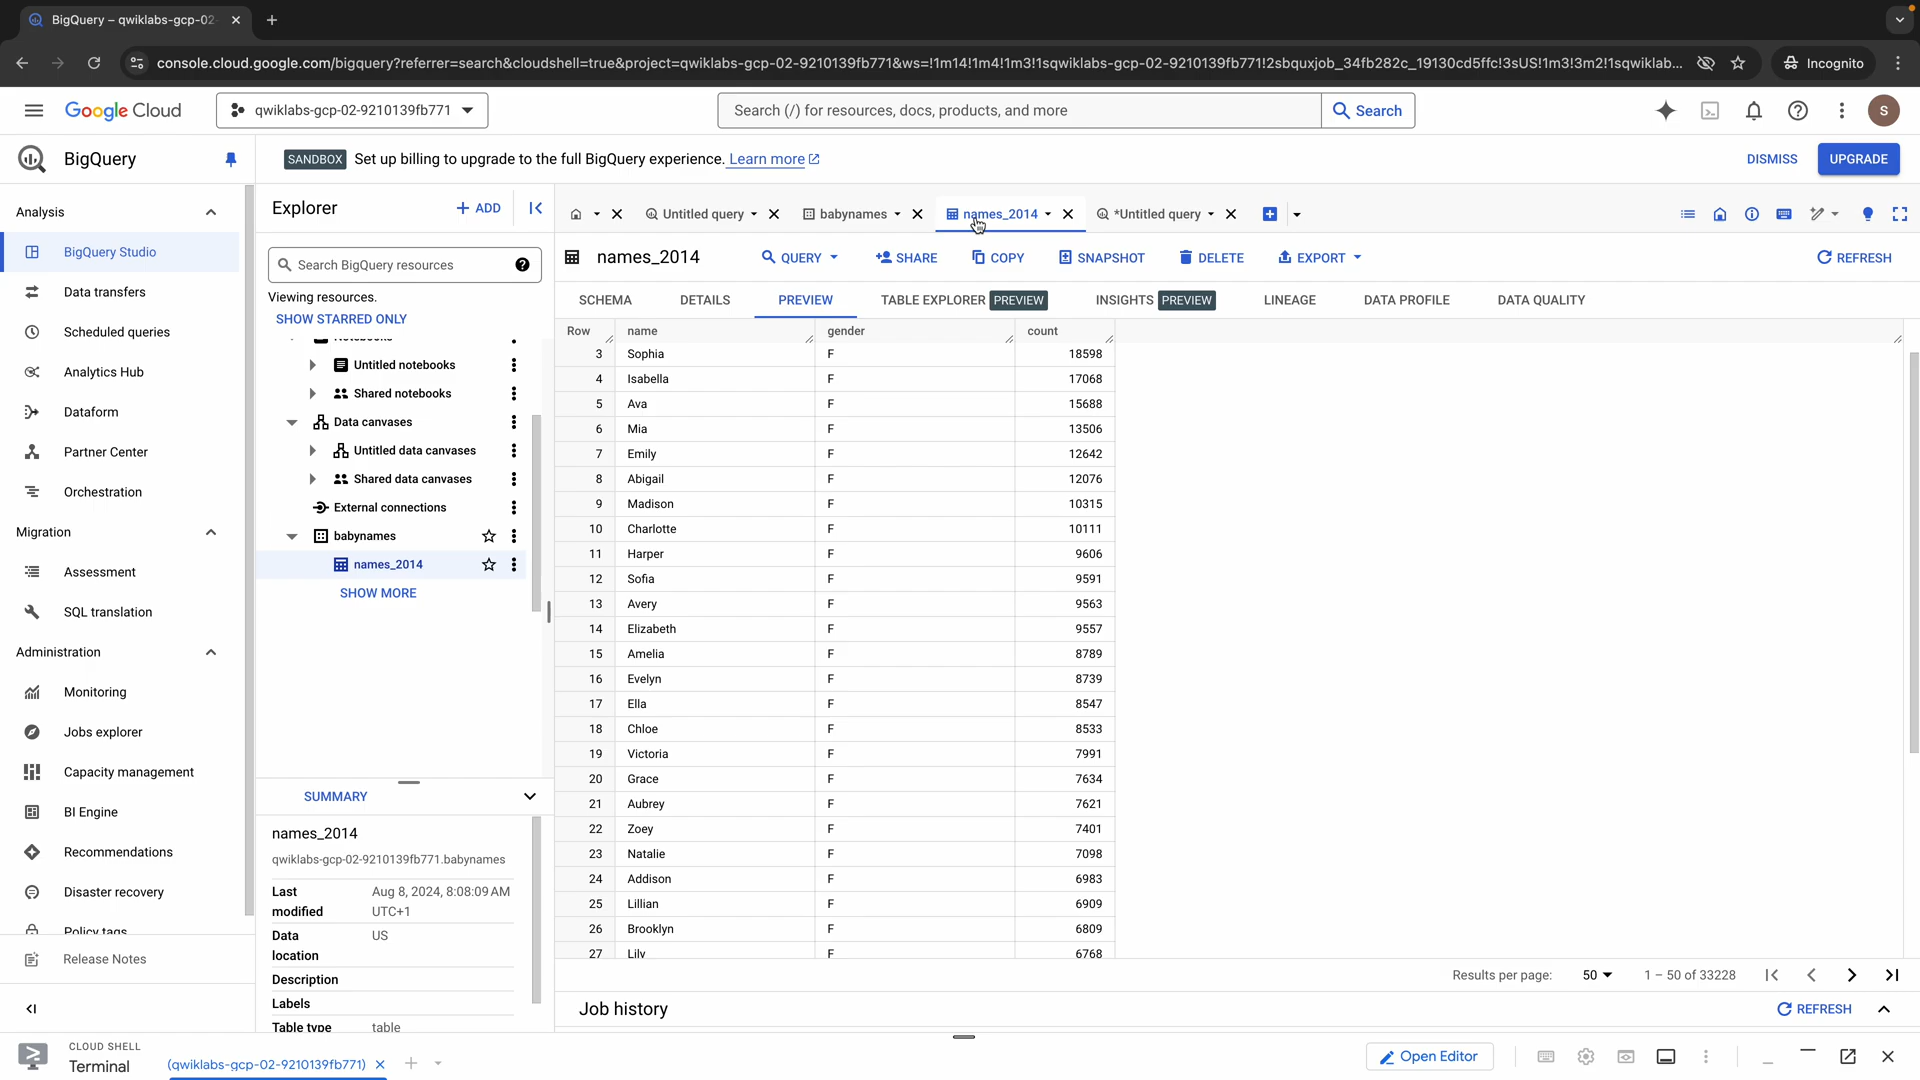 BigQuery – qwiklabs-gcp-02-
console.cloud.google.com/bigquery?referrer=search&cloudshell=true&project=qwiklabs-gcp-02-9210139fb771&ws=!1m14!1m4!1m3!1sqwiklabs-gcp-02-9210139fb771!2sbquxjob_34fb282c_19130cd5ffc!3sUS!1m3!3m2!1sqwiklab...
Incognito
Google Cloud
qwiklabs-gcp-02-9210139fb771
Search (/) for resources, docs, products, and more
Search
S
BigQuery
SANDBOX Set up billing to upgrade to the full BigQuery experience. Learn more
DISMISS
UPGRADE
Analysis
BigQuery Studio
Data transfers
Scheduled queries
Analytics Hub
Dataform
Partner Center
Orchestration
Migration
Assessment
SQL translation
Administration
Monitoring
Jobs explorer
Capacity management
BI Engine
Recommendations
Disaster recovery
Policy tags
Release Notes
Explorer
+ ADD
Search BigQuery resources
Viewing resources.
SHOW STARRED ONLY
Notebooks
Untitled notebooks
Shared notebooks
Data canvases
Untitled data canvases
Shared data canvases
External connections
babynames
names_2014
SHOW MORE
SUMMARY
names_2014
qwiklabs-gcp-02-9210139fb771.babynames
Last modified Aug 8, 2024, 8:08:09 AM UTC+1
Data location US
Description
Labels
Table type table
Untitled query
babynames
names_2014
*Untitled query
names_2014
QUERY
SHARE
COPY
SNAPSHOT
DELETE
EXPORT
REFRESH
SCHEMA
DETAILS
PREVIEW
TABLE EXPLORER PREVIEW
INSIGHTS PREVIEW
LINEAGE
DATA PROFILE
DATA QUALITY
Row name gender count
3 Sophia F 18598
4 Isabella F 17068
5 Ava F 15688
6 Mia F 13506
7 Emily F 12642
8 Abigail F 12076
9 Madison F 10315
10 Charlotte F 10111
11 Harper F 9606
12 Sofia F 9591
13 Avery F 9563
14 Elizabeth F 9557
15 Amelia F 8789
16 Evelyn F 8739
17 Ella F 8547
18 Chloe F 8533
19 Victoria F 7991
20 Grace F 7634
21 Aubrey F 7621
22 Zoey F 7401
23 Natalie F 7098
24 Addison F 6983
25 Lillian F 6909
26 Brooklyn F 6809
27 Lily F 6768
Results per page: 50 1 – 50 of 33228
Job history
REFRESH
CLOUD SHELL
Terminal
(qwiklabs-gcp-02-9210139fb771)
Open Editor